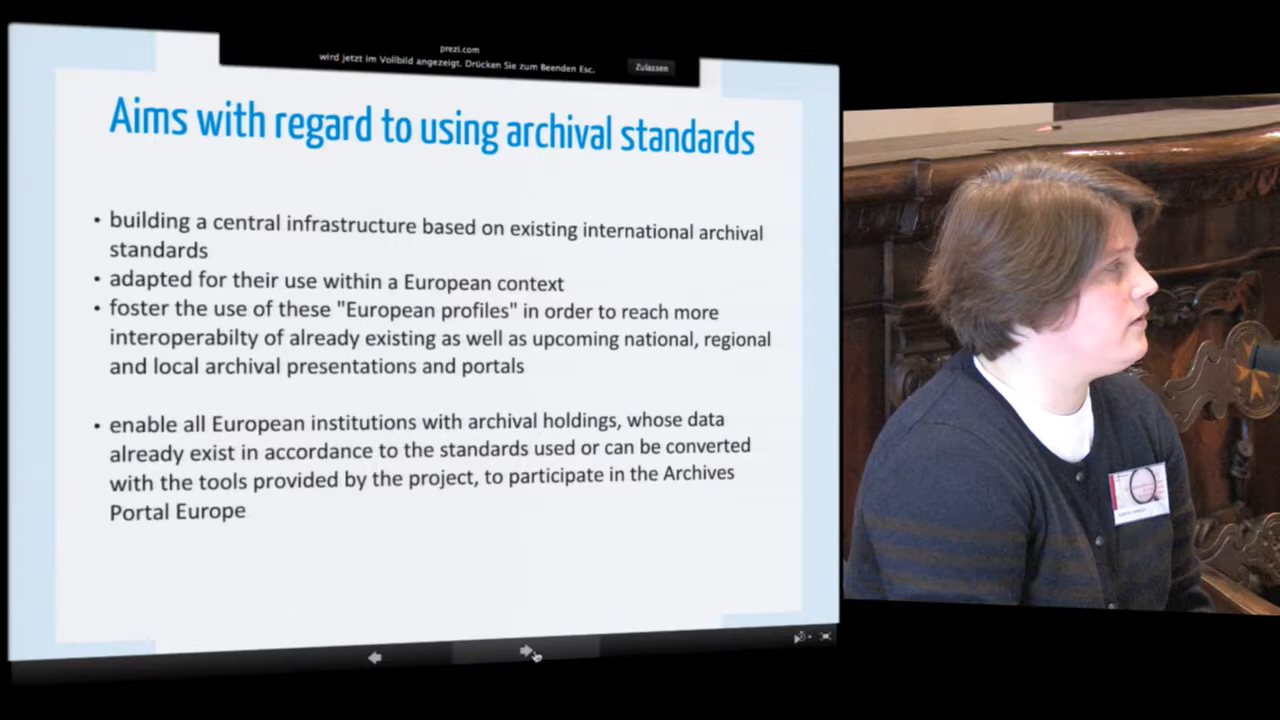 prezi.com
wird jetzt im Vollbild angezeigt. Drücken Sie zum Beenden Esc.
Zulassen
Aims with regard to using archival standards
• building a central infrastructure based on existing international archival
standards
• adapted for their use within a European context
• foster the use of these "European profiles" in order to reach more
interoperabilty of already existing as well as upcoming national, regional
and local archival presentations and portals
• enable all European institutions with archival holdings, whose data
already exist in accordance to the standards used or can be converted
with the tools provided by the project, to participate in the Archives
Portal Europe